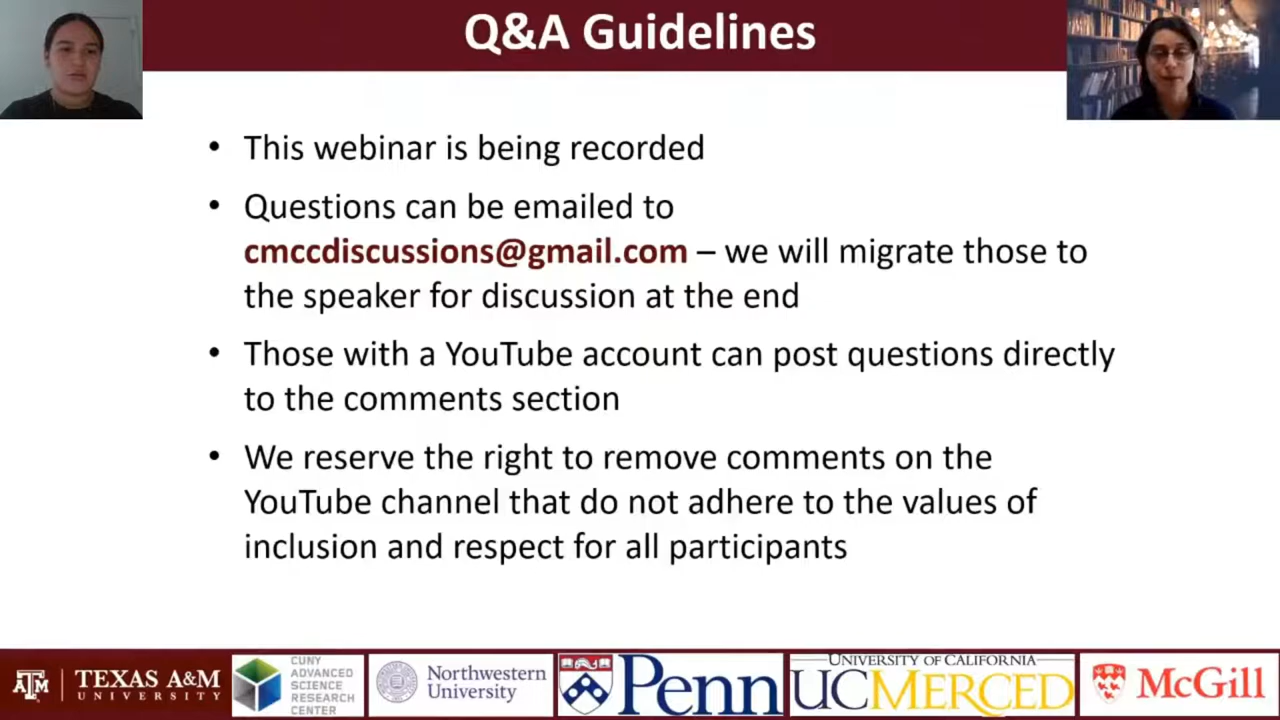 Q&A Guidelines
• This webinar is being recorded
• Questions can be emailed to
cmccdiscussions@gmail.com – we will migrate those to
the speaker for discussion at the end
• Those with a YouTube account can post questions directly
to the comments section
• We reserve the right to remove comments on the
YouTube channel that do not adhere to the values of
inclusion and respect for all participants
ATM TEXAS A&M
UNIVERSITY
CUNY
ADVANCED
SCIENCE
RESEARCH
CENTER
Northwestern
University
Penn
UNIVERSITY OF CALIFORNIA
UCMERCED
McGill